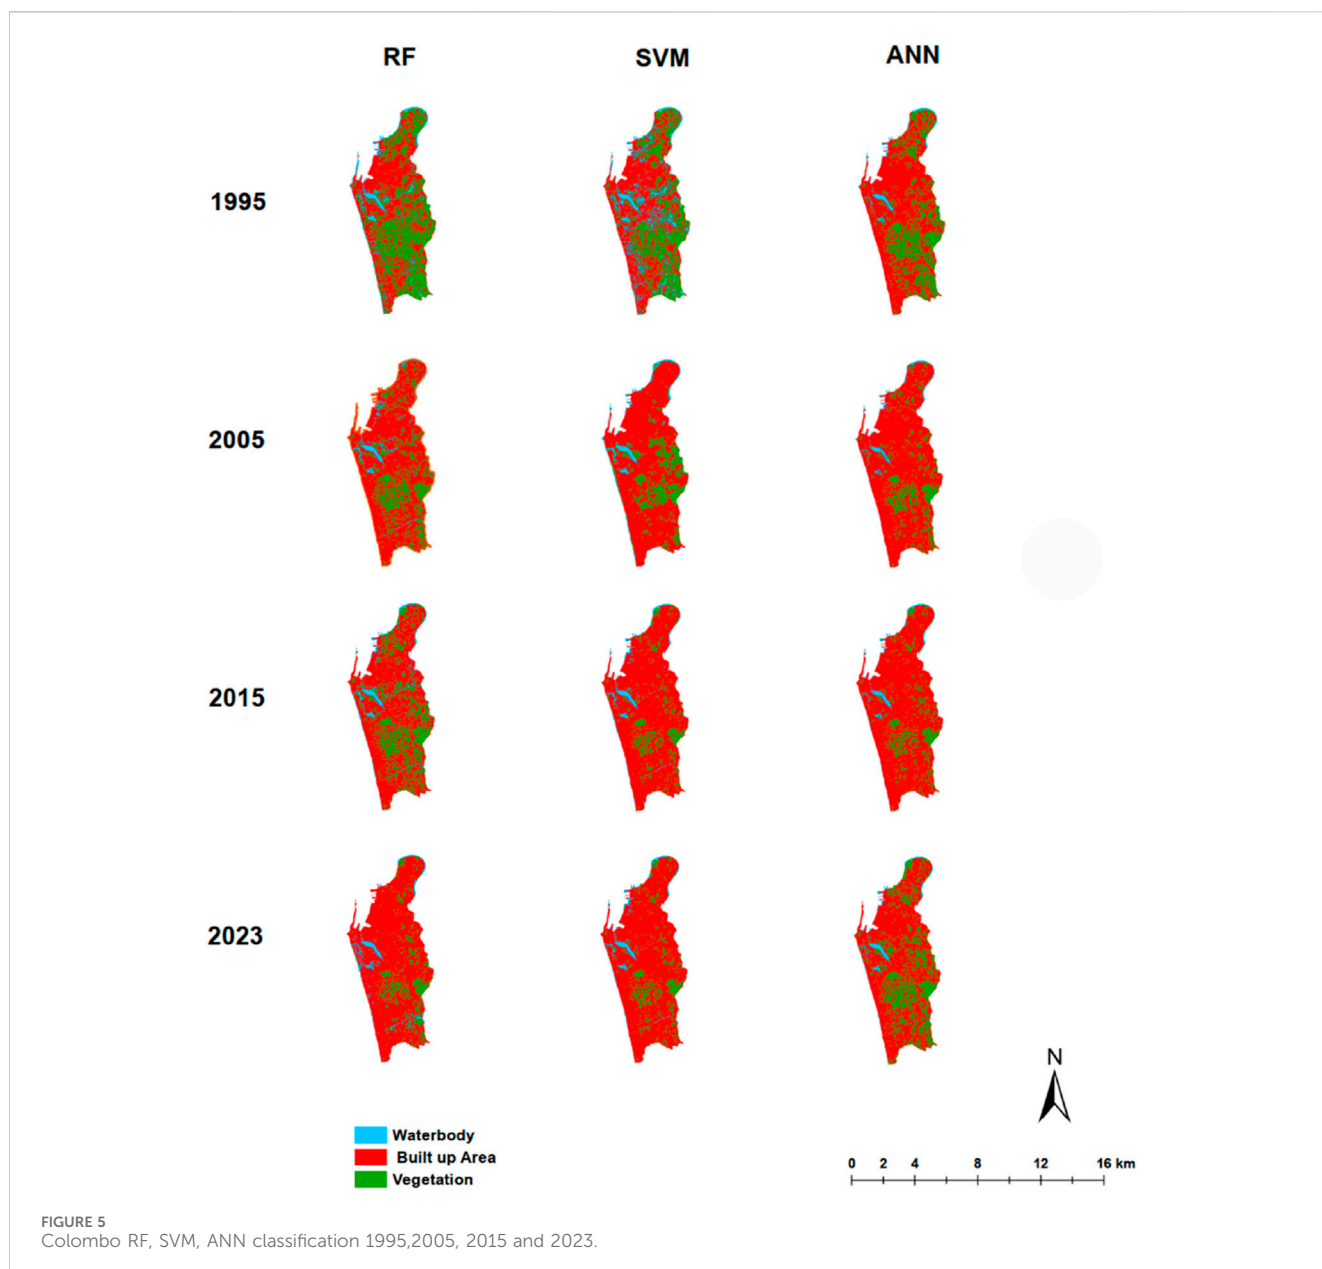 RF SVM ANN
1995
2005
2015
2023
N
Waterbody
Built up Area
Vegetation
0 2 4 8 12 16 km
FIGURE 5
Colombo RF, SVM, ANN classification 1995,2005, 2015 and 2023.